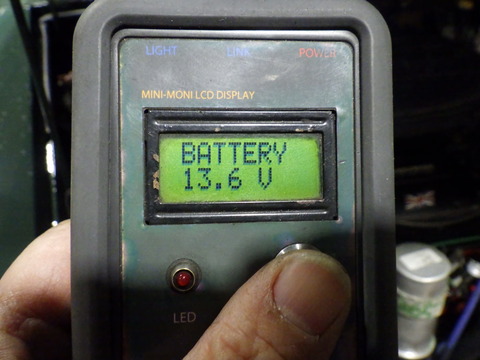 LIGHT LINK POWER
MINI-MONI LCD DISPLAY
BATTERY
13.6 V
LED